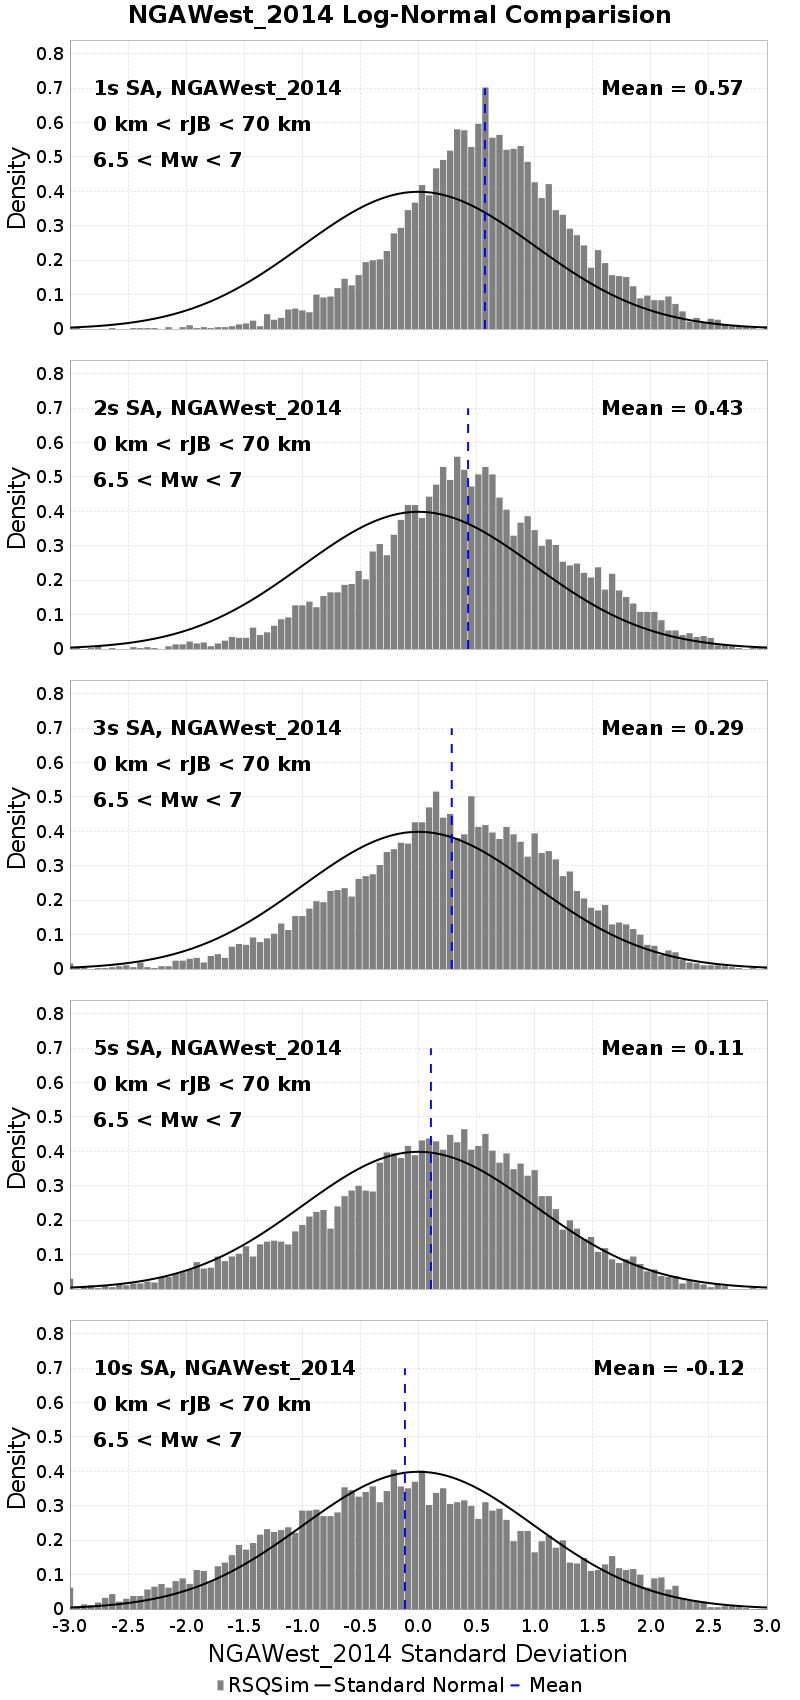 NGAWest_2014 Log-Normal Comparision
0.8
0.7
0.6
0.5
0.4
0.3
0.2
0.1
0
Density
1s SA, NGAWest_2014
Mean = 0.57
0 km < rJB < 70 km
6.5 < Mw < 7
0.8
0.7
0.6
0.5
0.4
0.3
0.2
0.1
0
Density
2s SA, NGAWest_2014
Mean = 0.43
0 km < rJB < 70 km
6.5 < Mw < 7
0.8
0.7
0.6
0.5
0.4
0.3
0.2
0.1
0
Density
3s SA, NGAWest_2014
Mean = 0.29
0 km < rJB < 70 km
6.5 < Mw < 7
0.8
0.7
0.6
0.5
0.4
0.3
0.2
0.1
0
Density
5s SA, NGAWest_2014
Mean = 0.11
0 km < rJB < 70 km
6.5 < Mw < 7
0.8
0.7
0.6
0.5
0.4
0.3
0.2
0.1
0
Density
10s SA, NGAWest_2014
Mean = -0.12
0 km < rJB < 70 km
6.5 < Mw < 7
-3.0 -2.5 -2.0 -1.5 -1.0 -0.5 0.0 0.5 1.0 1.5 2.0 2.5 3.0
NGAWest_2014 Standard Deviation
RSQSim Standard Normal Mean